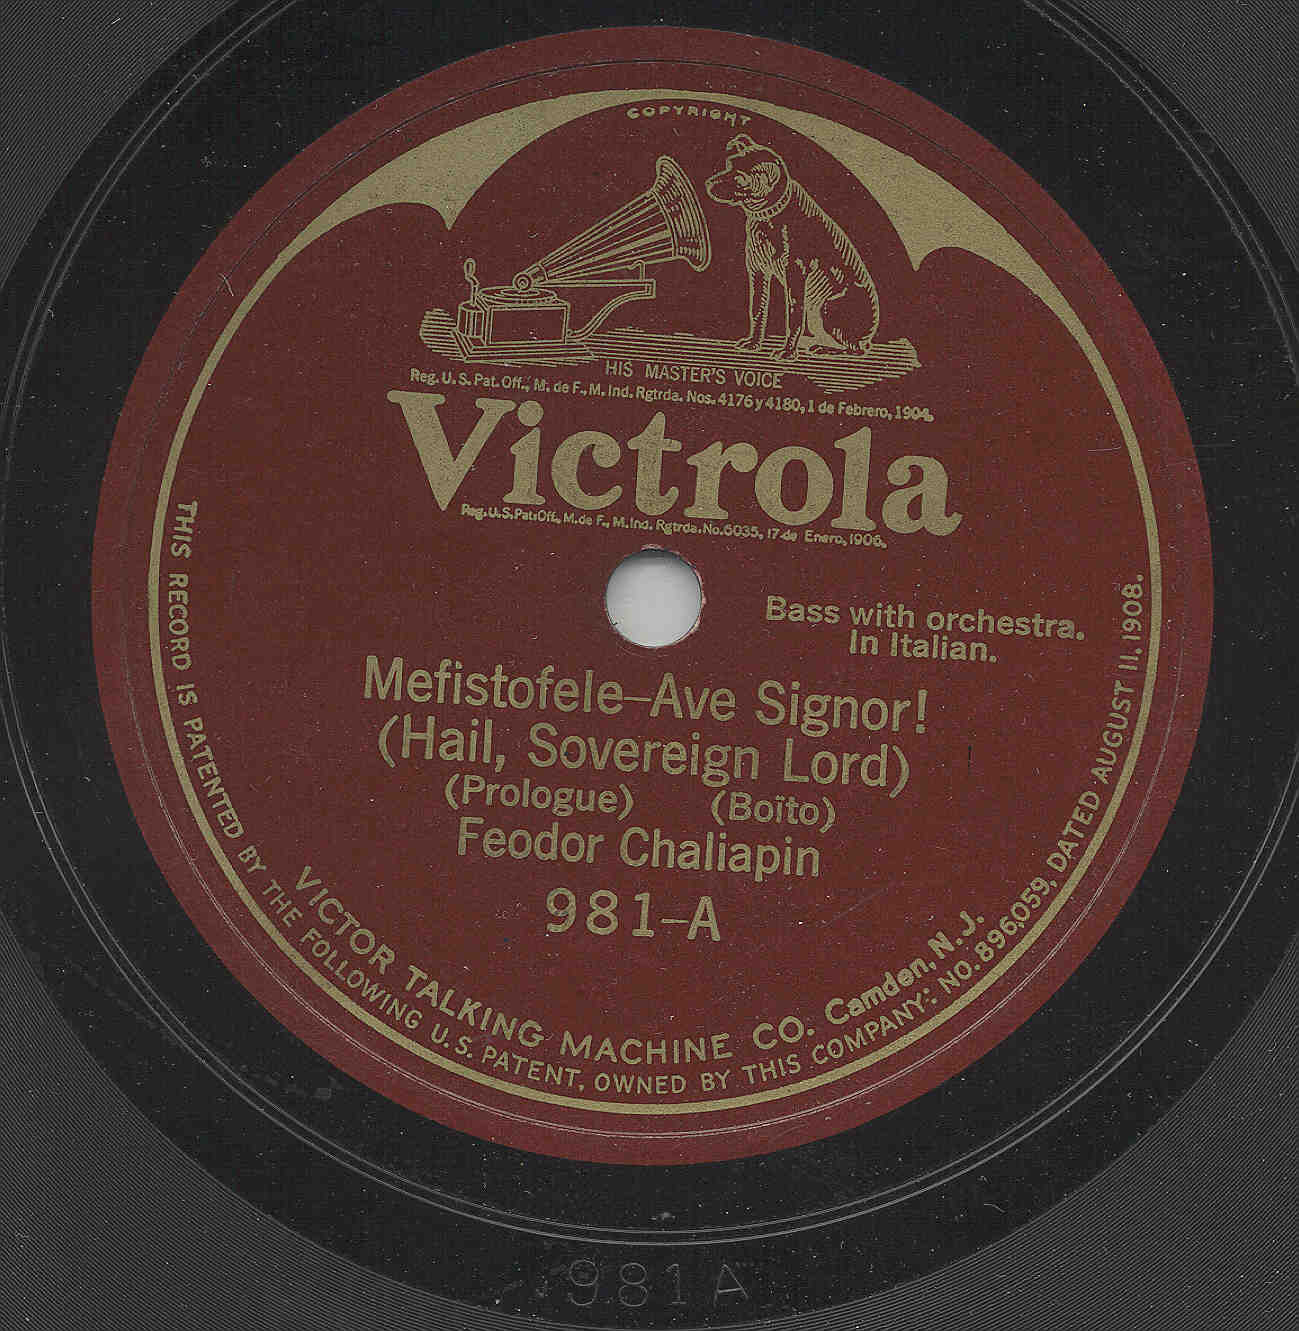 COPYRIGHT
HIS MASTER'S VOICE
Reg. U. S. Pat. Off., M. de F., M. Ind. Rgtrda. Nos. 4176 y 4180, 1 de Febrero, 1904.
Victrola
Reg. U.S. Pat. Off., M. de F., M. Ind. Rgtrda. No. 6035, 17 de Enero, 1906.
Bass with orchestra.
In Italian.
Mefistofele–Ave Signor!
(Hail, Sovereign Lord)
(Prologue) (Boïto)
Feodor Chaliapin
981–A
VICTOR TALKING MACHINE CO. Camden, N. J.
THIS RECORD IS PATENTED BY THE FOLLOWING U. S. PATENT, OWNED BY THIS COMPANY: NO. 896,059, DATED AUGUST 11, 1908.
981 A